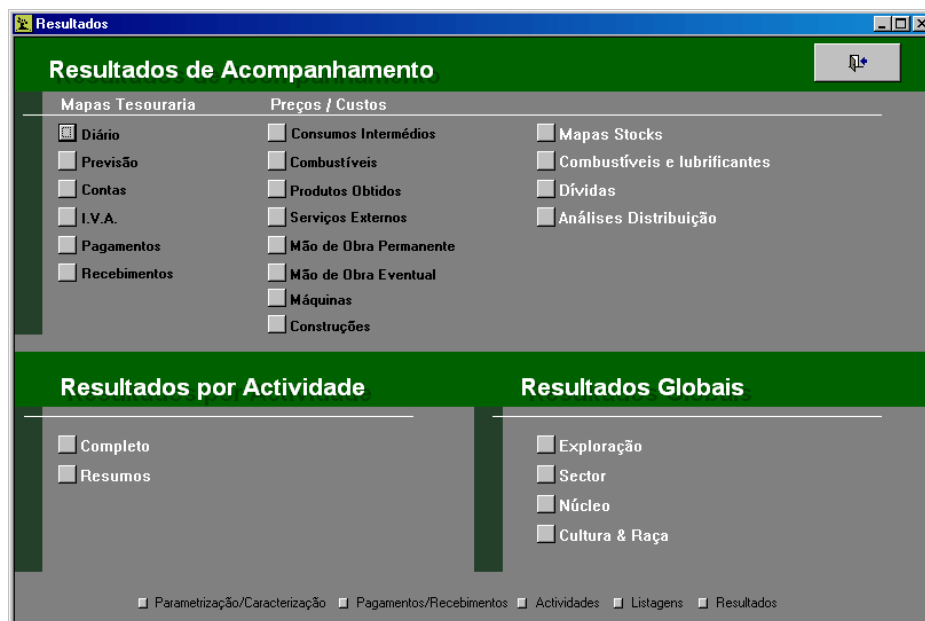 Resultados
Resultados de Acompanhamento
Mapas Tesouraria
Diário
Previsão
Contas
I.V.A.
Pagamentos
Recebimentos
Preços / Custos
Consumos Intermédios
Combustíveis
Produtos Obtidos
Serviços Externos
Mão de Obra Permanente
Mão de Obra Eventual
Máquinas
Construções
Mapas Stocks
Combustíveis e lubrificantes
Dívidas
Análises Distribuição
Resultados por Actividade
Completo
Resumos
Resultados Globais
Exploração
Sector
Núcleo
Cultura & Raça
Parametrização/Caracterização Pagamentos/Recebimentos Actividades Listagens Resultados